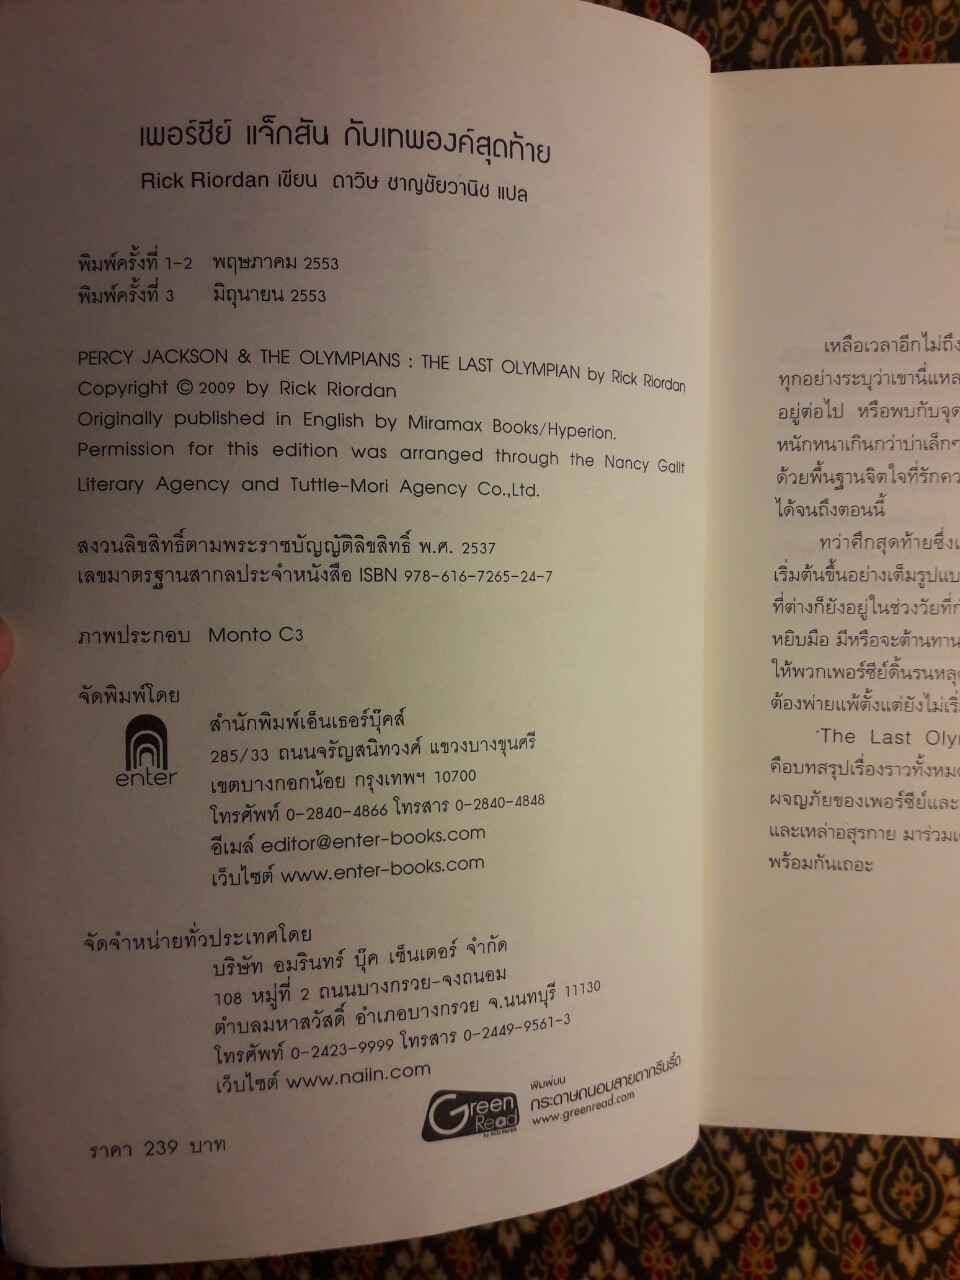 เพอร์ซีย์ แจ็กสัน กับเทพองค์สุดท้าย
Rick Riordan เขียน ดาวิษ ชาญชัยวานิช แปล
พิมพ์ครั้งที่ 1-2 พฤษภาคม 2553
พิมพ์ครั้งที่ 3 มิถุนายน 2553
PERCY JACKSON & THE OLYMPIANS : THE LAST OLYMPIAN by Rick Riordan
Copyright © 2009 by Rick Riordan
Originally published in English by Miramax Books/Hyperion.
Permission for this edition was arranged through the Nancy Gallt
Literary Agency and Tuttle-Mori Agency Co.,Ltd.
สงวนลิขสิทธิ์ตามพระราชบัญญัติลิขสิทธิ์ พ.ศ. 2537
เลขมาตรฐานสากลประจำหนังสือ ISBN 978-616-7265-24-7
ภาพประกอบ Monto C3
จัดพิมพ์โดย
enter
สำนักพิมพ์เอ็นเธอร์บุ๊คส์
285/33 ถนนจรัญสนิทวงศ์ แขวงบางขุนศรี
เขตบางกอกน้อย กรุงเทพฯ 10700
โทรศัพท์ 0-2840-4866 โทรสาร 0-2840-4848
อีเมล์ editor@enter-books.com
เว็บไซต์ www.enter-books.com
จัดจำหน่ายทั่วประเทศโดย
บริษัท อมรินทร์ บุ๊ค เซ็นเตอร์ จำกัด
108 หมู่ที่ 2 ถนนบางกรวย-จงถนอม
ตำบลมหาสวัสดิ์ อำเภอบางกรวย จ.นนทบุรี 11130
โทรศัพท์ 0-2423-9999 โทรสาร 0-2449-9561-3
เว็บไซต์ www.naiin.com
Green Read
by SCG PAPER
พิมพ์บน
กระดาษถนอมสายตากรีนรี้ด
www.greenread.com
ราคา 239 บาท
เหลือเวลาอีกไม่ถึง
ทุกอย่างระบุว่าเขานี่แหล
อยู่ต่อไป หรือพบกับจุด
หนักหนาเกินกว่าบ่าเล็กๆ
ด้วยพื้นฐานจิตใจที่รักคว
ได้จนถึงตอนนี้
ทว่าศึกสุดท้ายซึ่งเ
เริ่มต้นขึ้นอย่างเต็มรูปแบ
ที่ต่างก็ยังอยู่ในช่วงวัยที่ก
หยิบมือ มีหรือจะต้านทาน
ให้พวกเพอร์ซีย์ดิ้นรนหลุด
ต้องพ่ายแพ้ตั้งแต่ยังไม่เริ่
'The Last Oly
คือบทสรุปเรื่องราวทั้งหมด
ผจญภัยของเพอร์ซีย์และ
และเหล่าอสุรกาย มาร่วม
พร้อมกันเถอะ